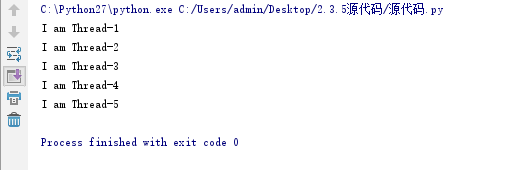 C:\Python27\python.exe C:/Users/admin/Desktop/2.3.5源代码/源代码.py
I am Thread-1
I am Thread-2
I am Thread-3
I am Thread-4
I am Thread-5
Process finished with exit code 0